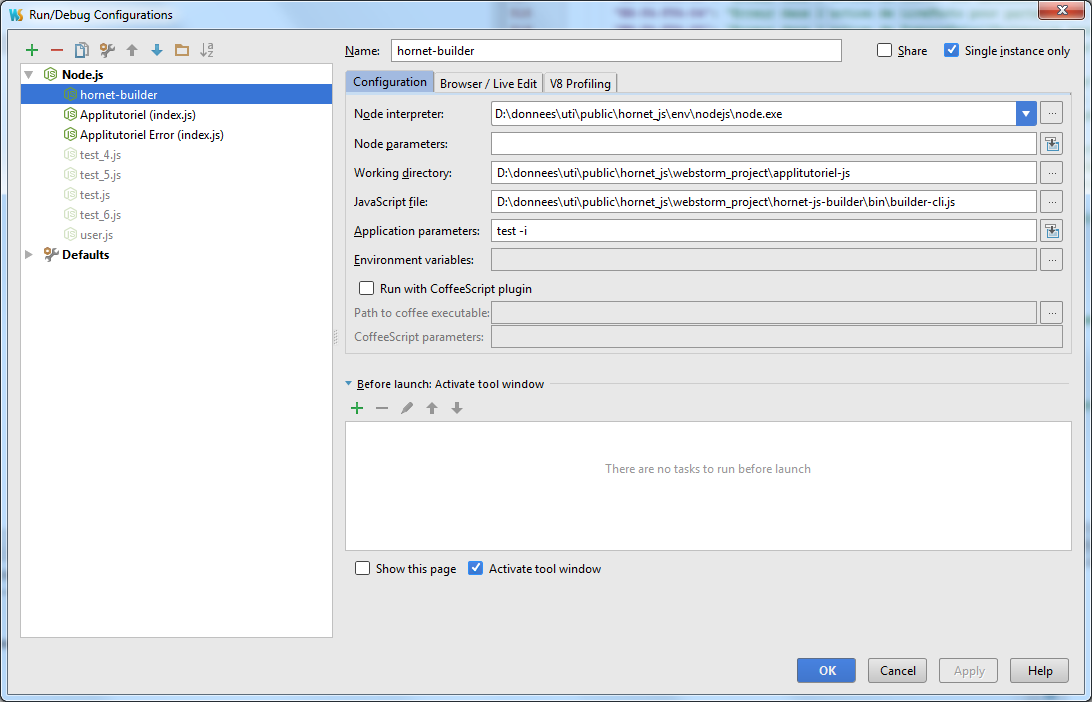 Run/Debug Configurations
Name: hornet-builder Share Single instance only
Node.js
hornet-builder
Applitutoriel (index.js)
Applitutoriel Error (index.js)
test_4.js
test_5.js
test.js
test_6.js
user.js
Defaults
Configuration Browser / Live Edit V8 Profiling
Node interpreter: D:\donnees\uti\public\hornet_js\env\nodejs\node.exe
Node parameters:
Working directory: D:\donnees\uti\public\hornet_js\webstorm_project\applitutoriel-js
JavaScript file: D:\donnees\uti\public\hornet_js\webstorm_project\hornet-js-builder\bin\builder-cli.js
Application parameters: test -i
Environment variables:
Run with CoffeeScript plugin
Path to coffee executable:
CoffeeScript parameters:
Before launch: Activate tool window
There are no tasks to run before launch
Show this page Activate tool window
OK Cancel Apply Help